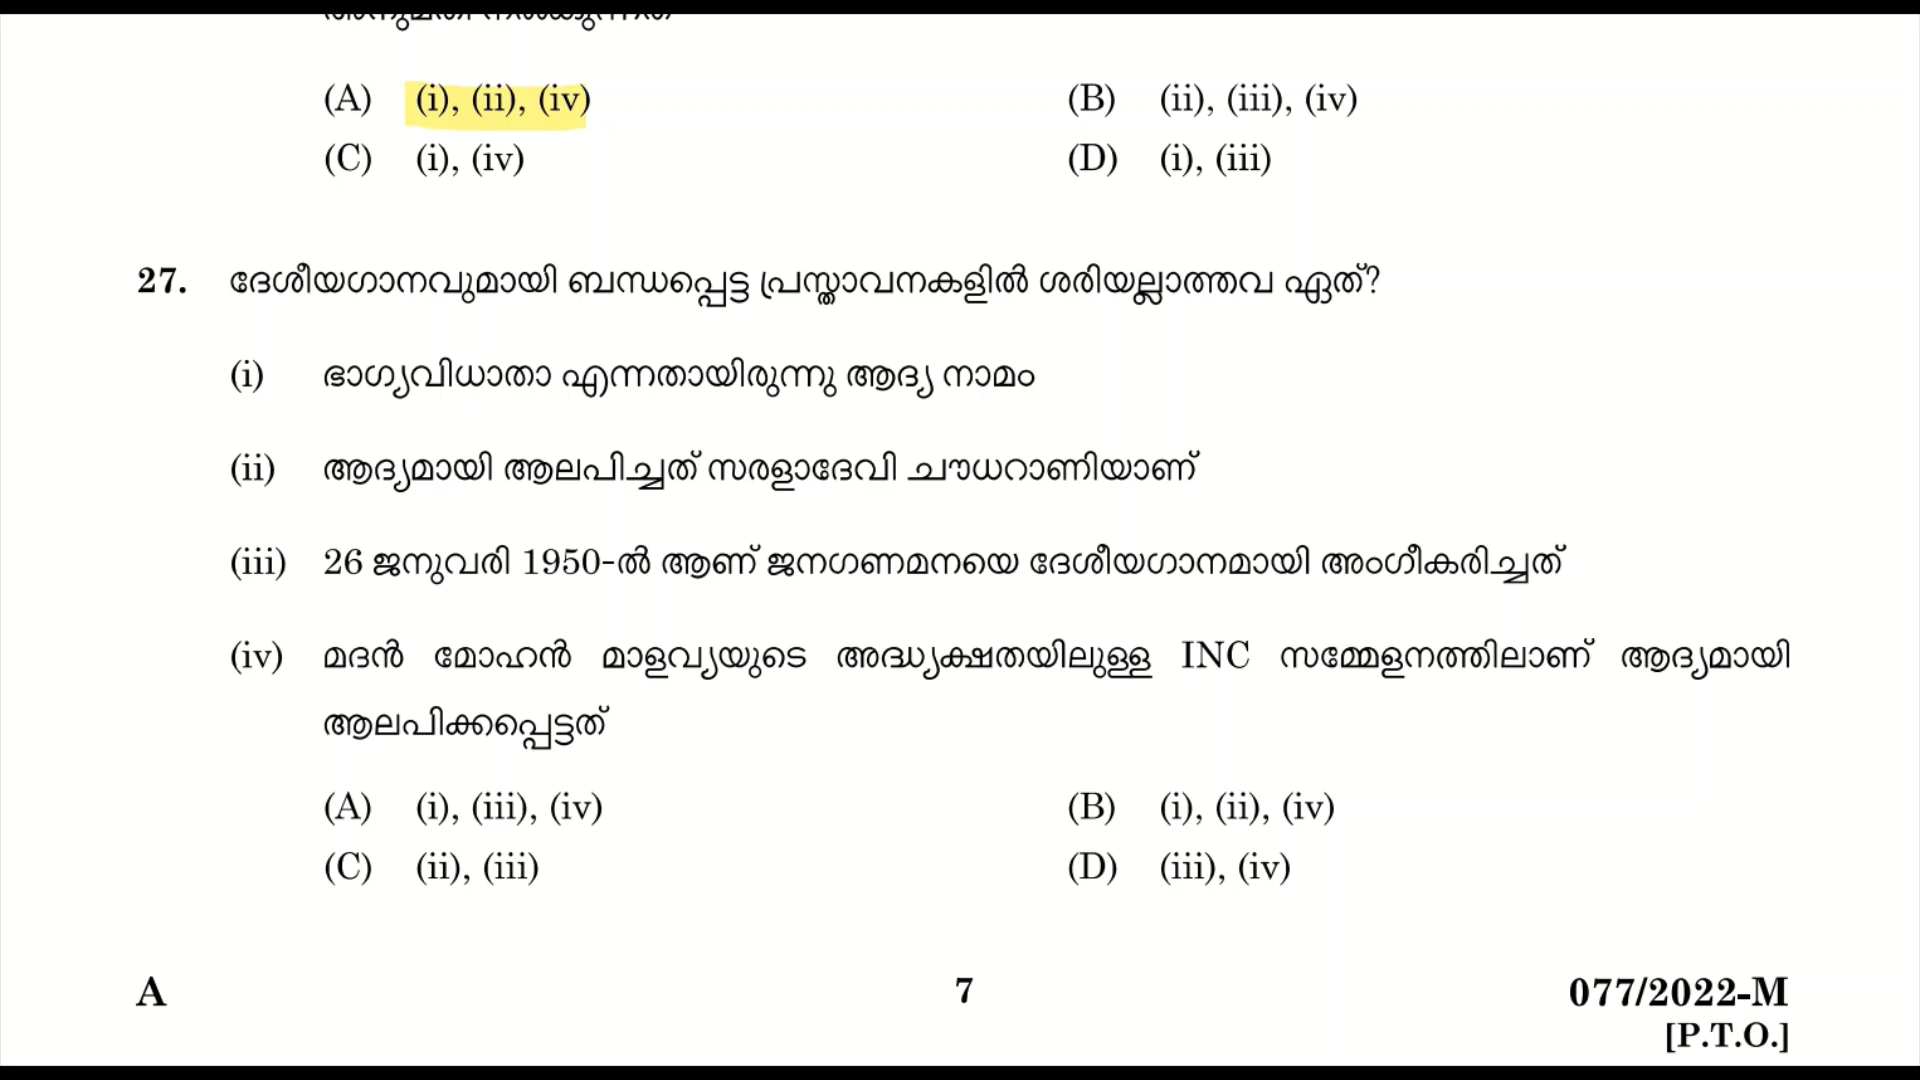 (A) (i), (ii), (iv) (B) (ii), (iii), (iv)
(C) (i), (iv) (D) (i), (iii)
27. ദേശീയഗാനവുമായി ബന്ധപ്പെട്ട പ്രസ്താവനകളിൽ ശരിയല്ലാത്തവ ഏത്?
(i) ഭാഗ്യവിധാതാ എന്നതായിരുന്നു ആദ്യ നാമം
(ii) ആദ്യമായി ആലപിച്ചത് സരളാദേവി ചൗധറാണിയാണ്
(iii) 26 ജനുവരി 1950-ൽ ആണ് ജനഗണമനയെ ദേശീയഗാനമായി അംഗീകരിച്ചത്
(iv) മദൻ മോഹൻ മാളവ്യയുടെ അദ്ധ്യക്ഷതയിലുള്ള INC സമ്മേളനത്തിലാണ് ആദ്യമായി
ആലപിക്കപ്പെട്ടത്
(A) (i), (iii), (iv) (B) (i), (ii), (iv)
(C) (ii), (iii) (D) (iii), (iv)
A 7 077/2022-M
[P.T.O.]